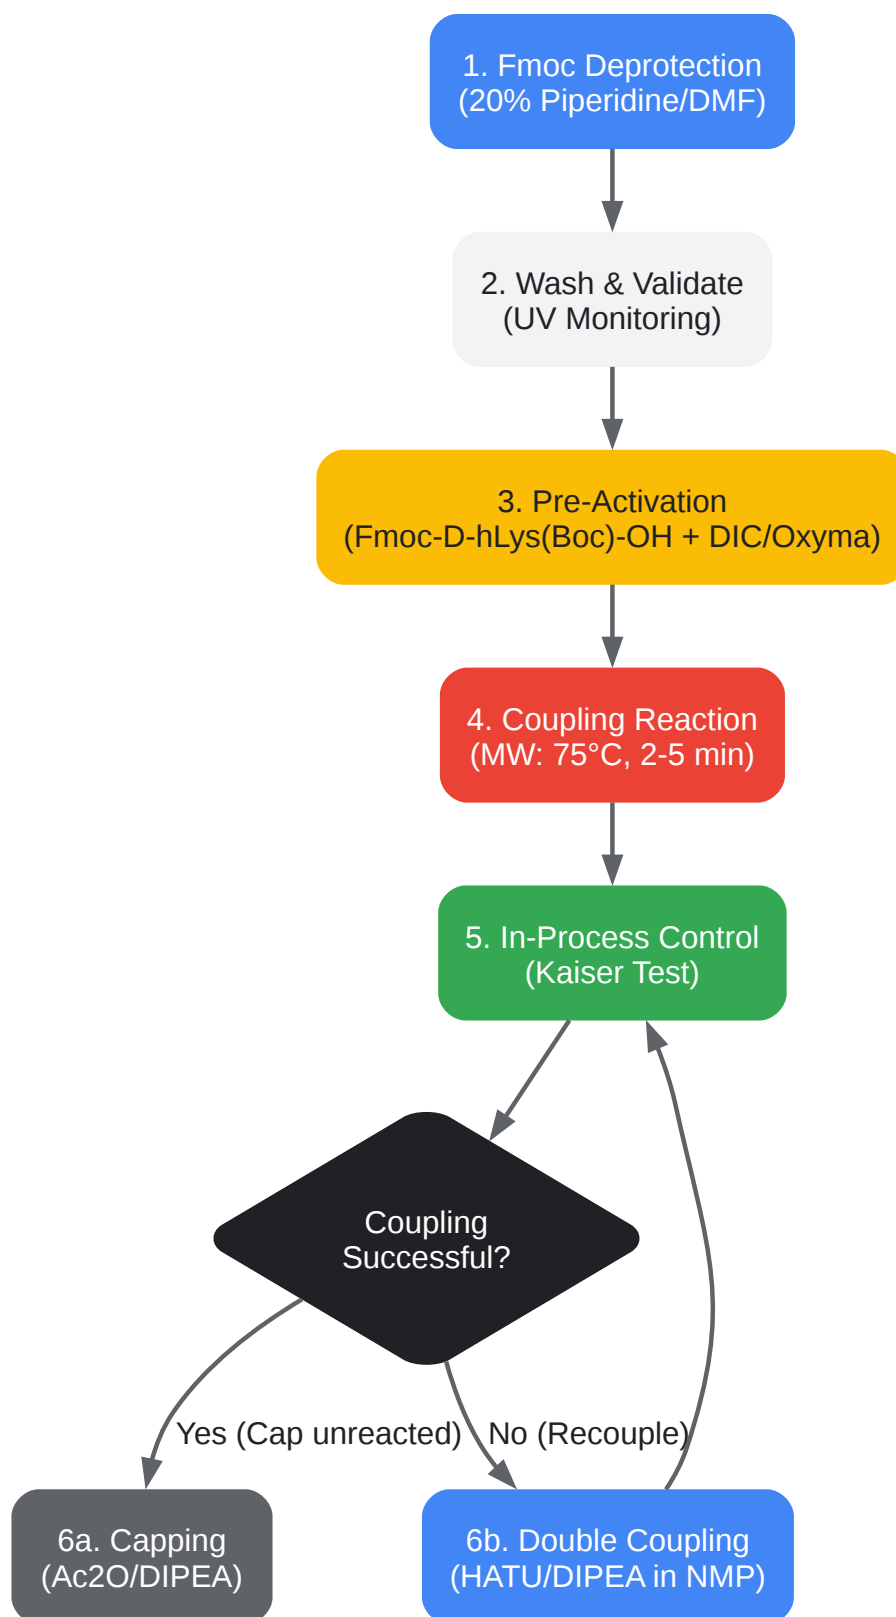 1. Fmoc Deprotection
(20% Piperidine/DMF)
2. Wash & Validate
(UV Monitoring)
3. Pre-Activation
(Fmoc-D-hLys(Boc)-OH + DIC/Oxyma)
4. Coupling Reaction
(MW: 75°C, 2-5 min)
5. In-Process Control
(Kaiser Test)
Coupling
Successful?
Yes (Cap unreacted)
No (Recouple)
6a. Capping
(Ac2O/DIPEA)
6b. Double Coupling
(HATU/DIPEA in NMP)